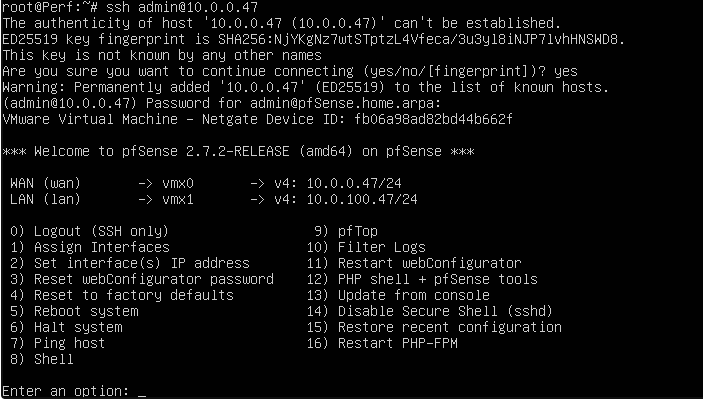 root@Perf:~# ssh admin@10.0.0.47
The authenticity of host '10.0.0.47 (10.0.0.47)' can't be established.
ED25519 key fingerprint is SHA256:NjYKgNz7wtSTptzL4Vfeca/3u3yl8iNJP7lvhHNSWD8.
This key is not known by any other names
Are you sure you want to continue connecting (yes/no/[fingerprint])? yes
Warning: Permanently added '10.0.0.47' (ED25519) to the list of known hosts.
(admin@10.0.0.47) Password for admin@pfSense.home.arpa:
VMware Virtual Machine - Netgate Device ID: fb06a98ad82bd44b662f
*** Welcome to pfSense 2.7.2-RELEASE (amd64) on pfSense ***
WAN (wan) -> vmx0 -> v4: 10.0.0.47/24
LAN (lan) -> vmx1 -> v4: 10.0.100.47/24
0) Logout (SSH only) 9) pfTop
1) Assign Interfaces 10) Filter Logs
2) Set interface(s) IP address 11) Restart webConfigurator
3) Reset webConfigurator password 12) PHP shell + pfSense tools
4) Reset to factory defaults 13) Update from console
5) Reboot system 14) Disable Secure Shell (sshd)
6) Halt system 15) Restore recent configuration
7) Ping host 16) Restart PHP-FPM
8) Shell
Enter an option: _